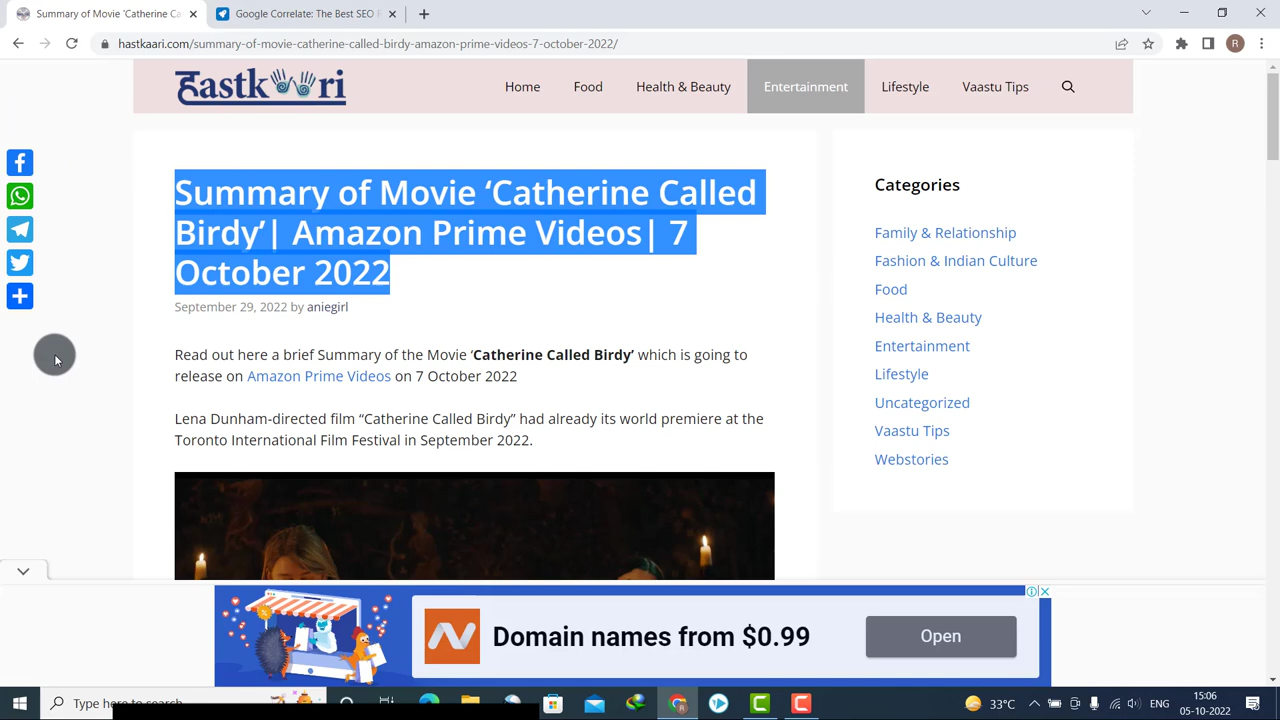 Summary of Movie ‘Catherine Ca
Google Correlate: The Best SEO
hastkaari.com/summary-of-movie-catherine-called-birdy-amazon-prime-videos-7-october-2022/
R
हastkaari
Home
Food
Health & Beauty
Entertainment
Lifestyle
Vaastu Tips
Summary of Movie ‘Catherine Called
Birdy’| Amazon Prime Videos| 7
October 2022
September 29, 2022 by aniegirl
Read out here a brief Summary of the Movie ‘Catherine Called Birdy’ which is going to
release on Amazon Prime Videos on 7 October 2022
Lena Dunham-directed film “Catherine Called Birdy” had already its world premiere at the
Toronto International Film Festival in September 2022.
Categories
Family & Relationship
Fashion & Indian Culture
Food
Health & Beauty
Entertainment
Lifestyle
Uncategorized
Vaastu Tips
Webstories
Domain names from $0.99
Open
Type here to search
33°C
15:06
05-10-2022